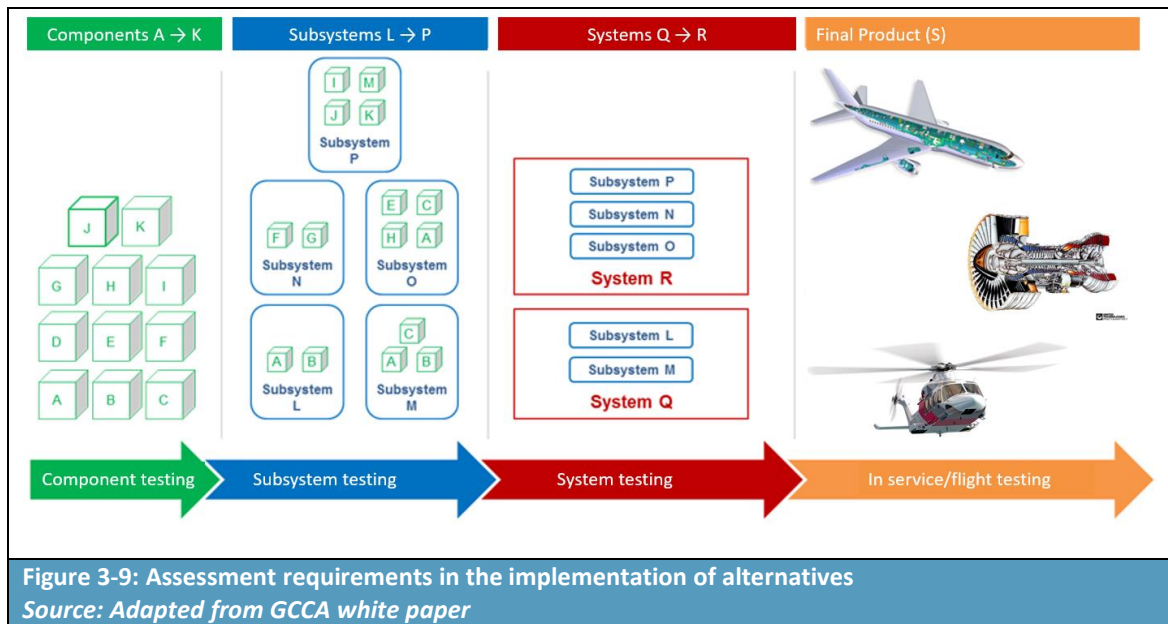 Components A → K
Subsystems L → P
Systems Q → R
Final Product (S)
J K
G H I
D E F
A B C
I M
J K
Subsystem
P
F G
Subsystem
N
E C
H A
Subsystem
O
A B
Subsystem
L
C
A B
Subsystem
M
Subsystem P
Subsystem N
Subsystem O
System R
Subsystem L
Subsystem M
System Q
Component testing
Subsystem testing
System testing
In service/flight testing
Figure 3-9: Assessment requirements in the implementation of alternatives
Source: Adapted from GCCA white paper